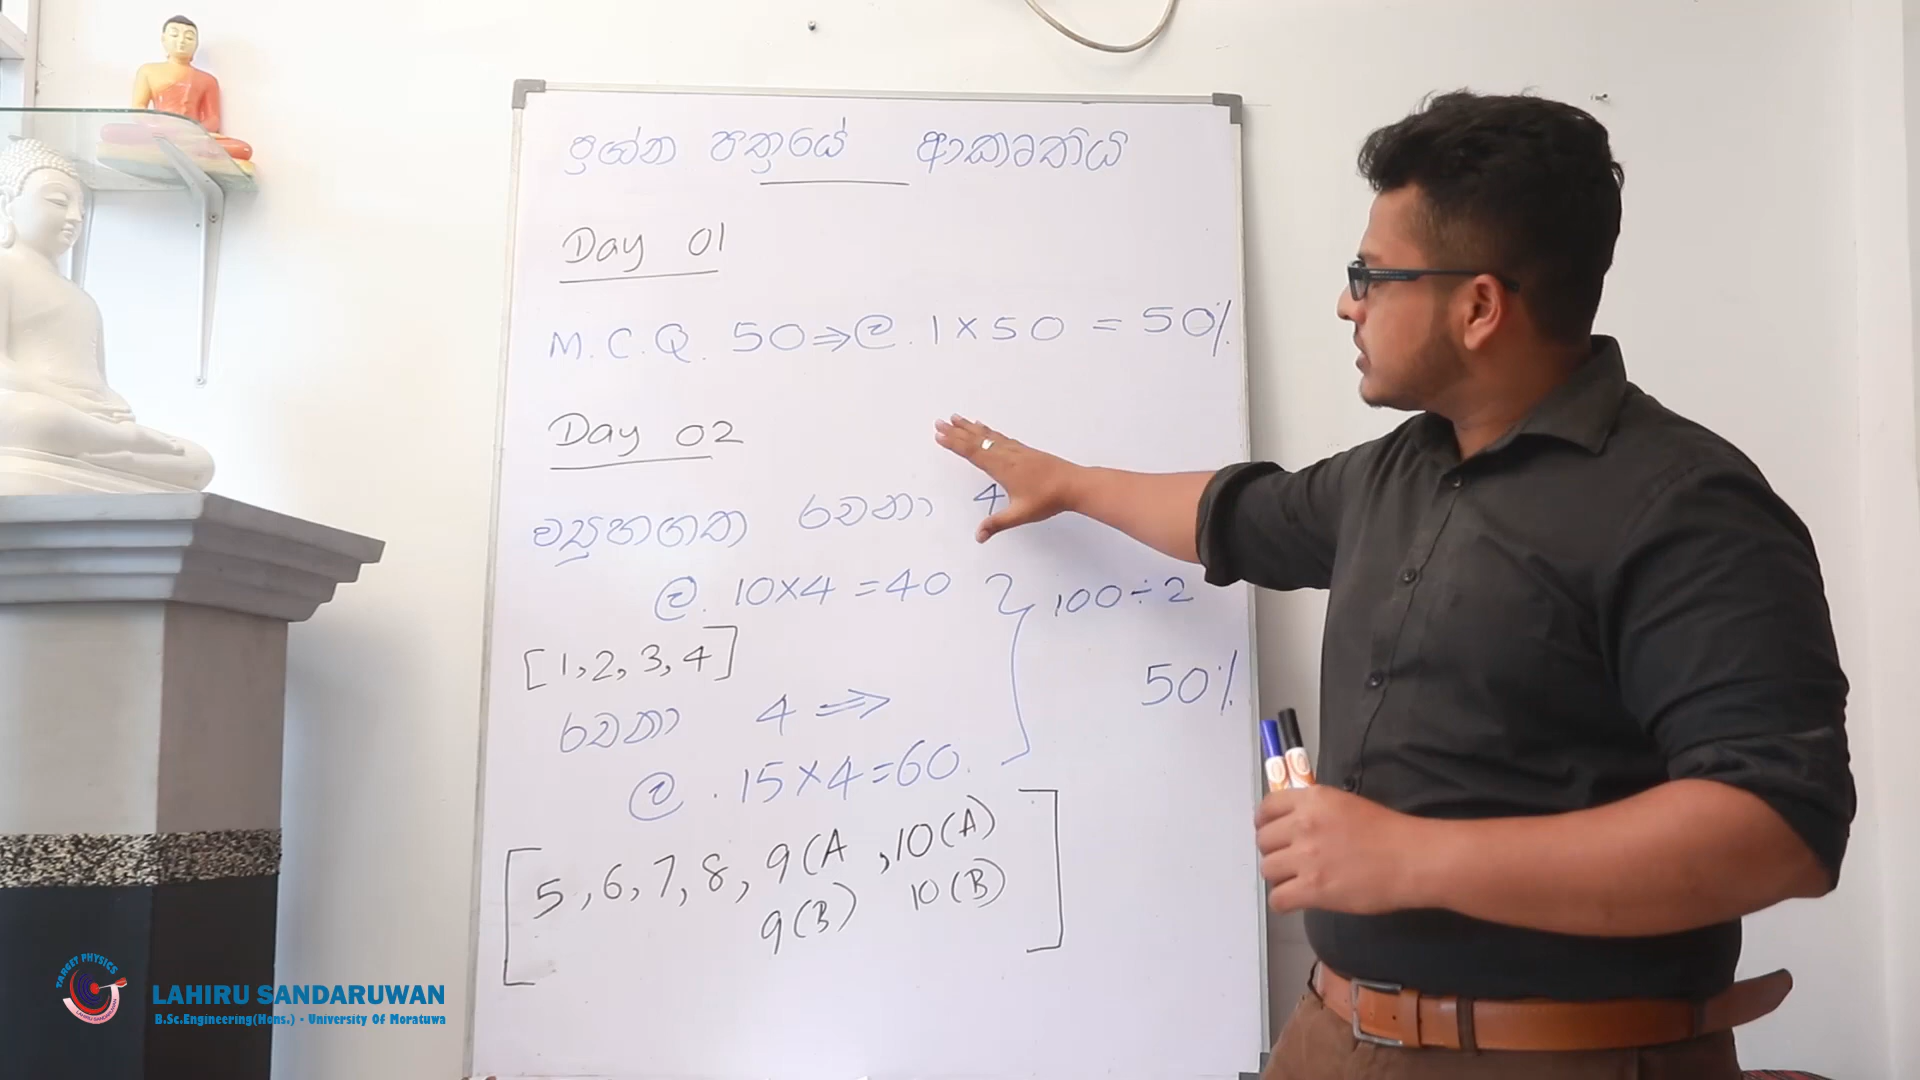 ප්‍රශ්න පත්‍රයේ ආකෘතිය
Day 01
M.C.Q. 50 ⇒ ල. 1 × 50 = 50%
Day 02
ව්‍යුහගත රචනා 4
ල. 10×4 = 40
100 ÷ 2
[1, 2, 3, 4]
50%
රචනා 4 ⇒
ල. 15×4=60.
[5, 6, 7, 8, 9(A , 10(A)
9(B) 10(B)]
TARGET PHYSICS
LAHIRU SANDARUWAN
LAHIRU SANDARUWAN
B.Sc.Engineering(Hons.) - University Of Moratuwa